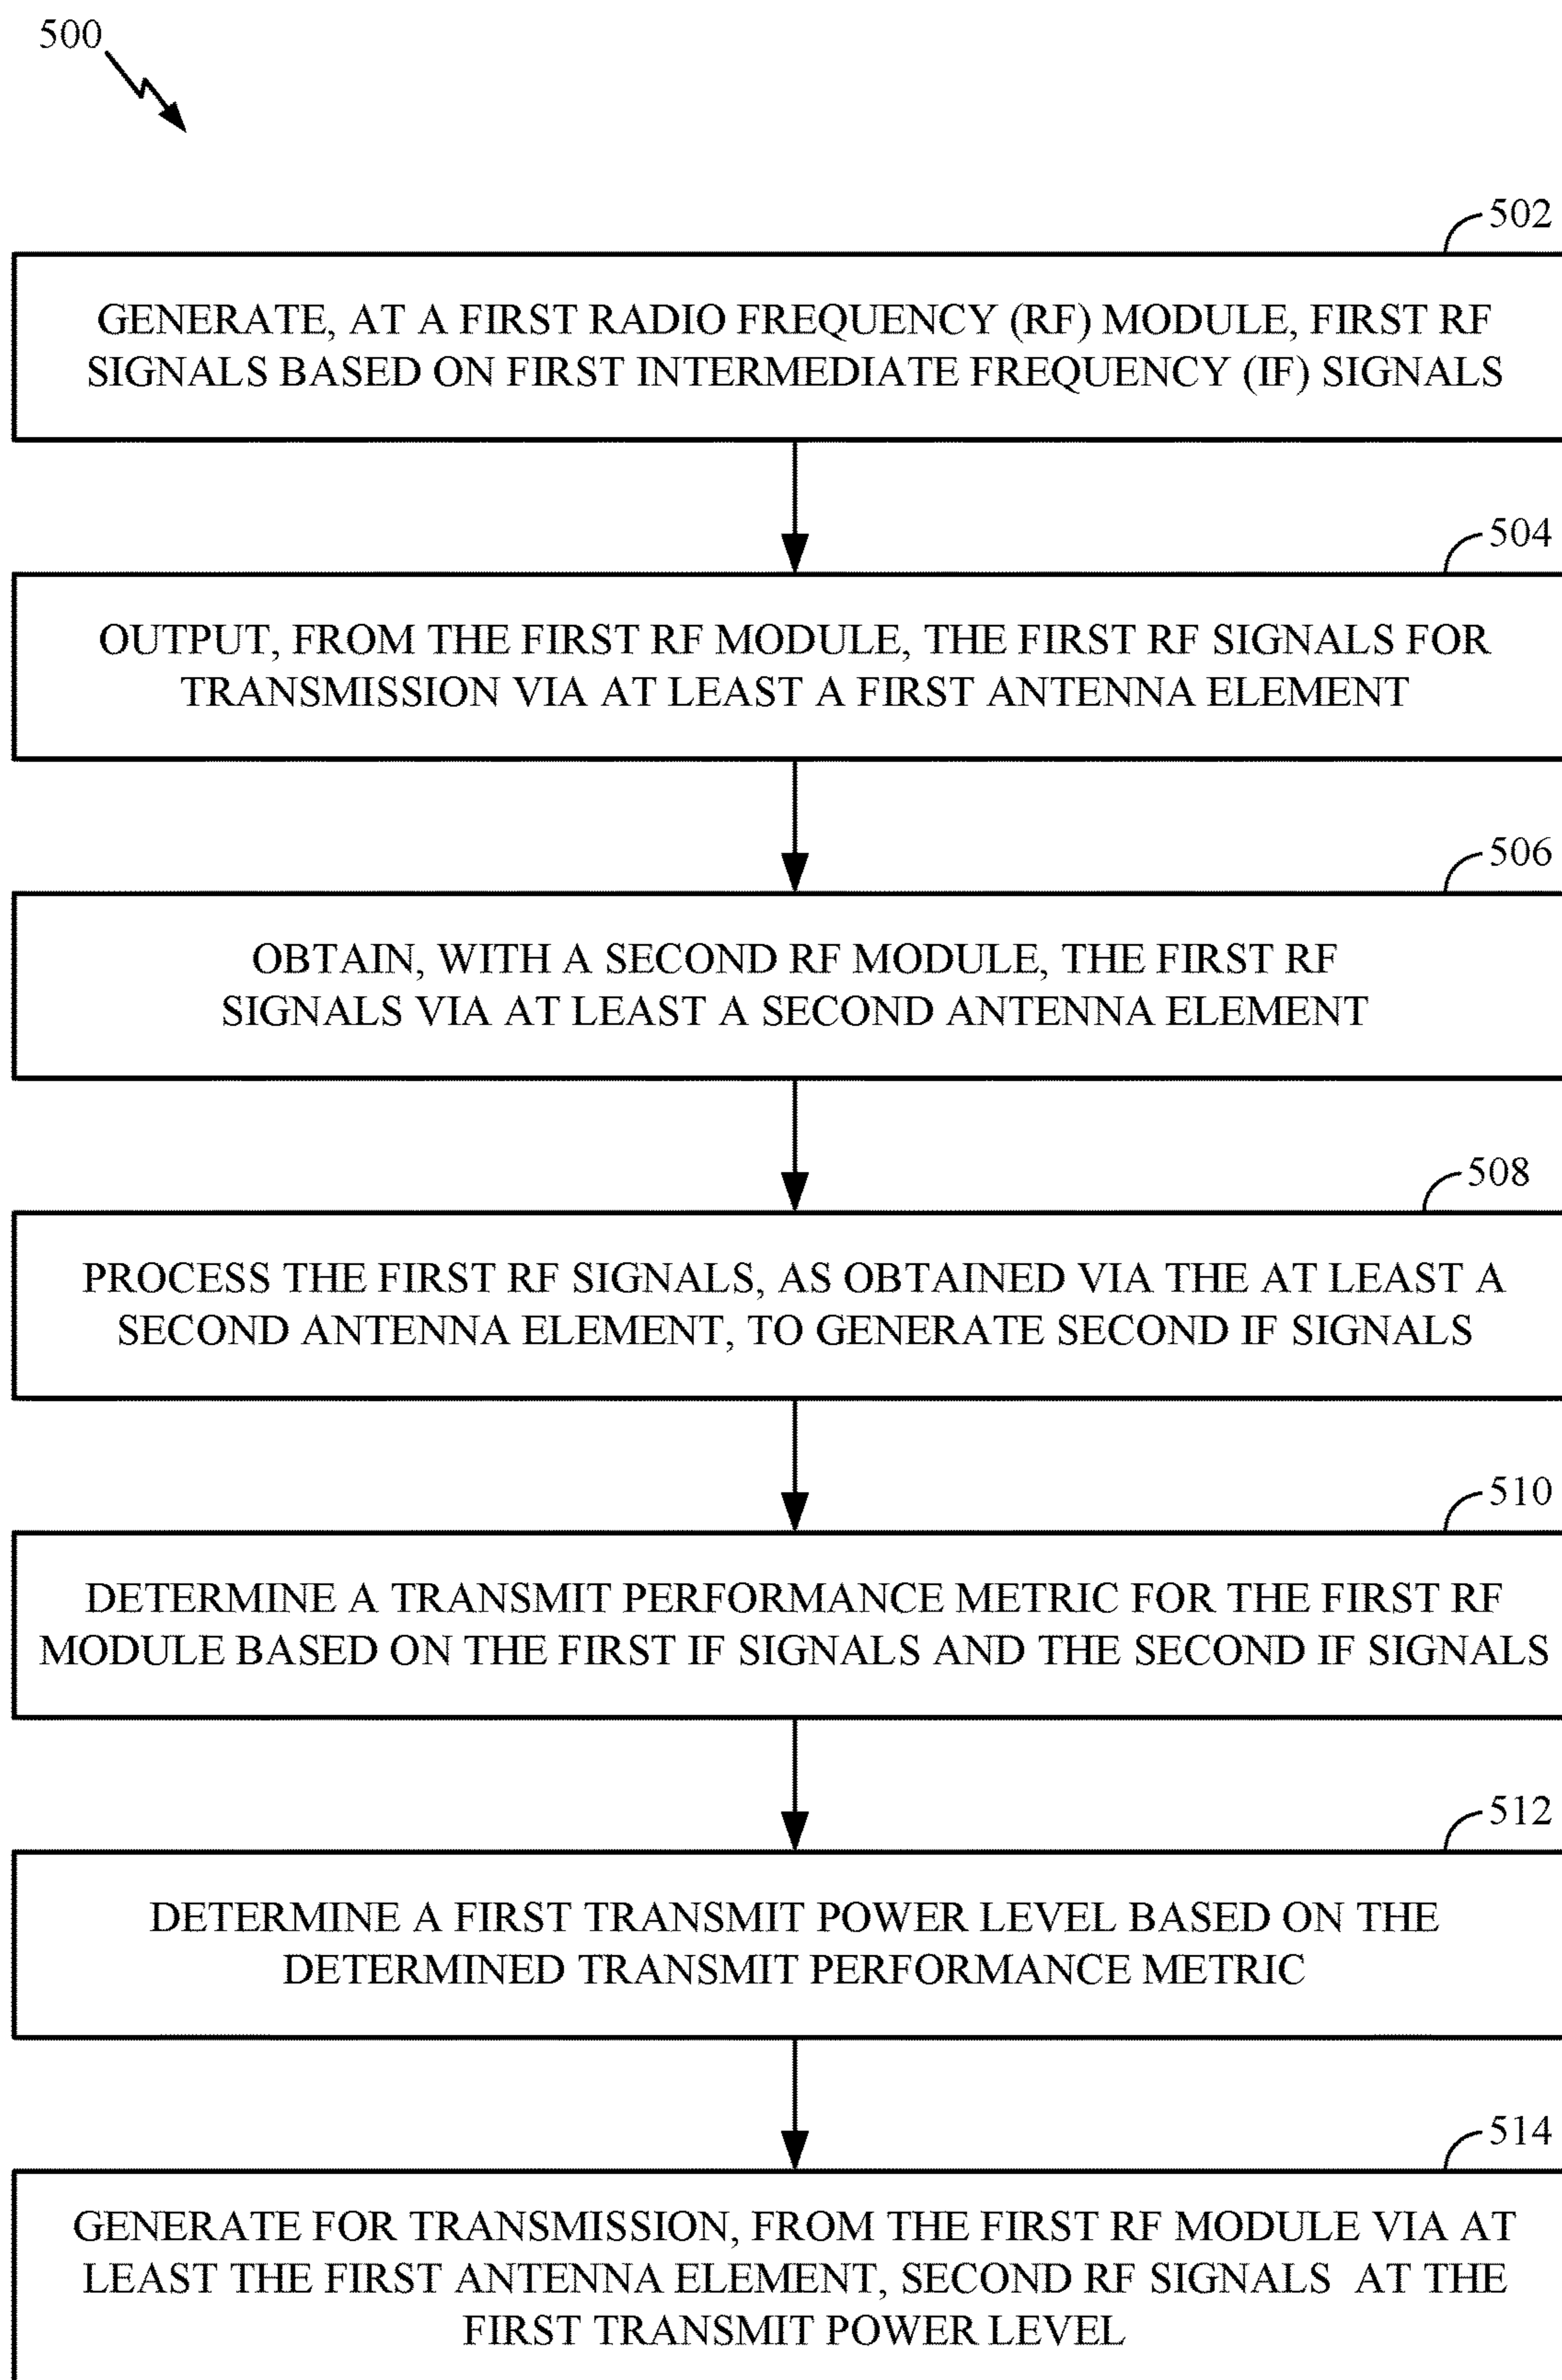 500
502
GENERATE, AT A FIRST RADIO FREQUENCY (RF) MODULE, FIRST RF
SIGNALS BASED ON FIRST INTERMEDIATE FREQUENCY (IF) SIGNALS
504
OUTPUT, FROM THE FIRST RF MODULE, THE FIRST RF SIGNALS FOR
TRANSMISSION VIA AT LEAST A FIRST ANTENNA ELEMENT
506
OBTAIN, WITH A SECOND RF MODULE, THE FIRST RF
SIGNALS VIA AT LEAST A SECOND ANTENNA ELEMENT
508
PROCESS THE FIRST RF SIGNALS, AS OBTAINED VIA THE AT LEAST A
SECOND ANTENNA ELEMENT, TO GENERATE SECOND IF SIGNALS
510
DETERMINE A TRANSMIT PERFORMANCE METRIC FOR THE FIRST RF
MODULE BASED ON THE FIRST IF SIGNALS AND THE SECOND IF SIGNALS
512
DETERMINE A FIRST TRANSMIT POWER LEVEL BASED ON THE
DETERMINED TRANSMIT PERFORMANCE METRIC
514
GENERATE FOR TRANSMISSION, FROM THE FIRST RF MODULE VIA AT
LEAST THE FIRST ANTENNA ELEMENT, SECOND RF SIGNALS AT THE
FIRST TRANSMIT POWER LEVEL